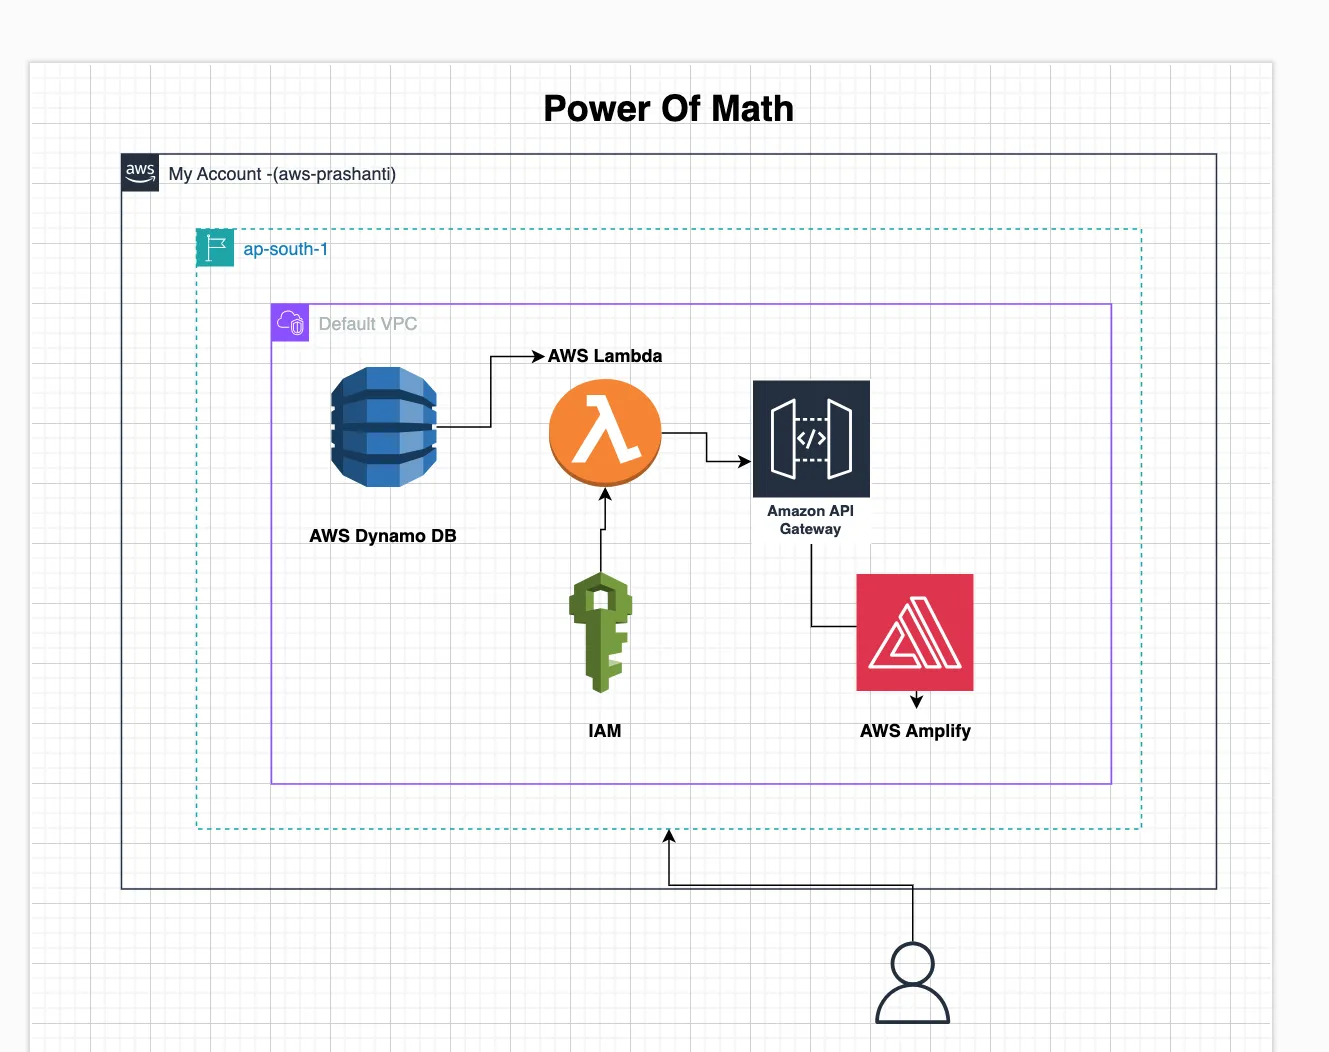 Power Of Math
aws
My Account -(aws-prashanti)
ap-south-1
Default VPC
AWS Lambda
</>
Amazon API
Gateway
AWS Dynamo DB
IAM
AWS Amplify